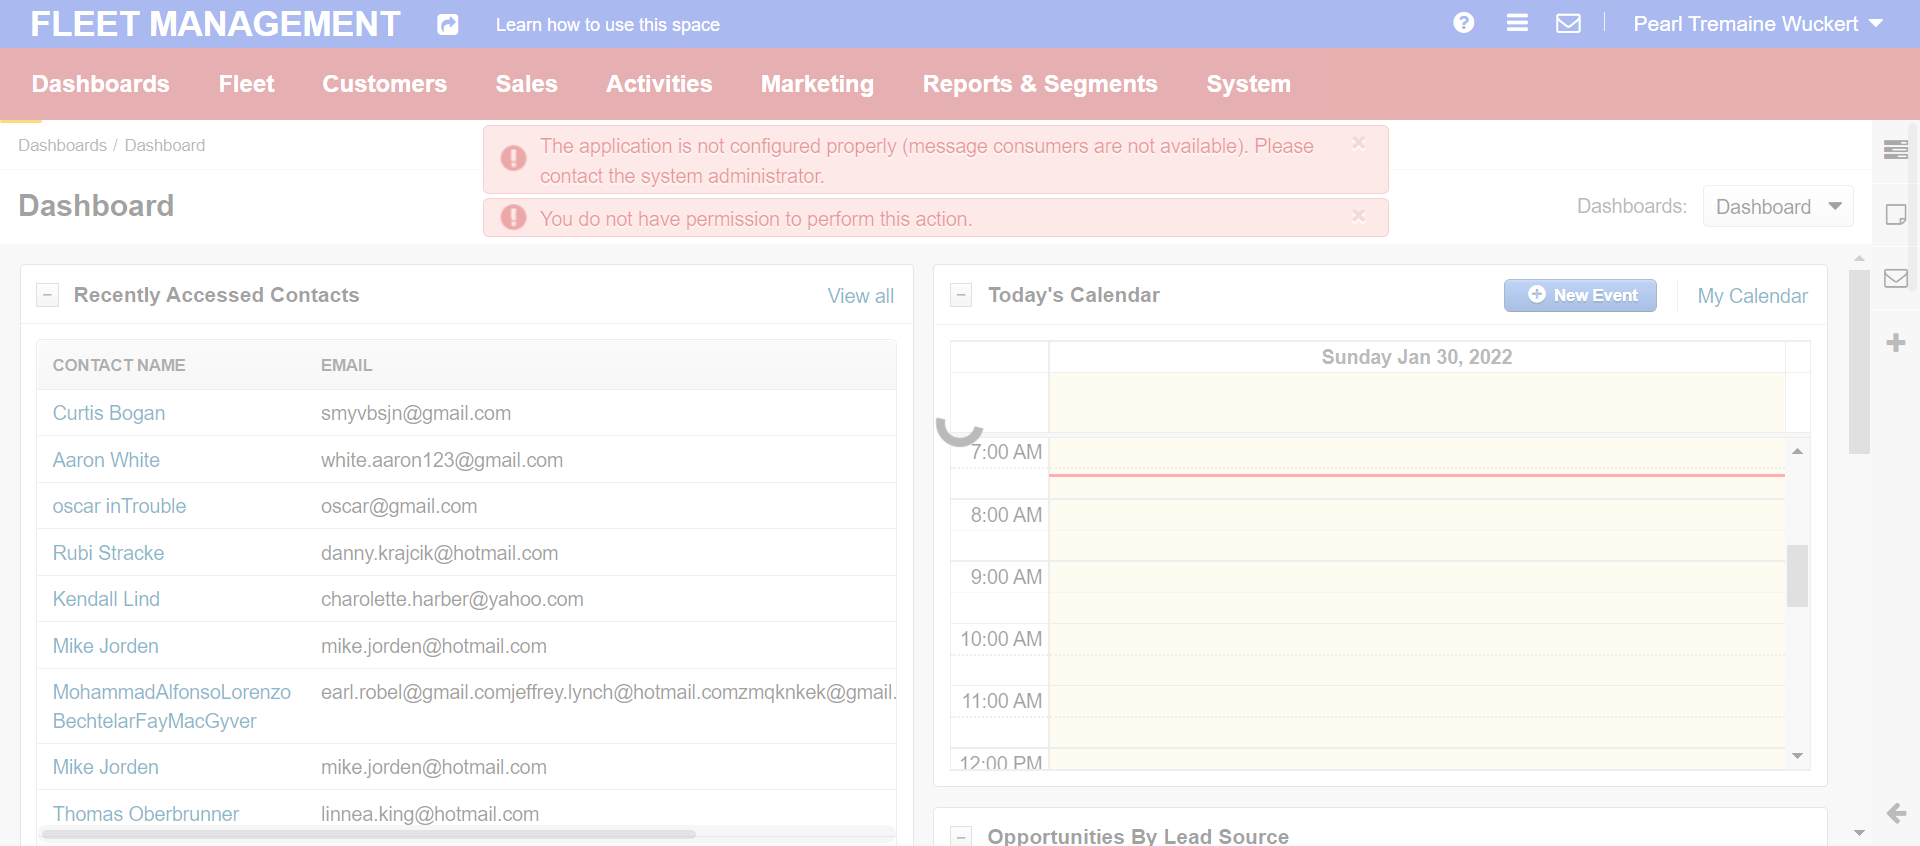 FLEET MANAGEMENT
Learn how to use this space
Pearl Tremaine Wuckert
Dashboards
Fleet
Customers
Sales
Activities
Marketing
Reports & Segments
System
Dashboards / Dashboard
The application is not configured properly (message consumers are not available). Please
contact the system administrator.
You do not have permission to perform this action.
Dashboard
Dashboards:
Dashboard
Recently Accessed Contacts
View all
CONTACT NAME
EMAIL
Curtis Bogan
smyvbsjn@gmail.com
Aaron White
white.aaron123@gmail.com
oscar inTrouble
oscar@gmail.com
Rubi Stracke
danny.krajcik@hotmail.com
Kendall Lind
charolette.harber@yahoo.com
Mike Jorden
mike.jorden@hotmail.com
MohammadAlfonsoLorenzo
BechtelarFayMacGyver
earl.robel@gmail.comjeffrey.lynch@hotmail.comzmqknkek@gmail.
Mike Jorden
mike.jorden@hotmail.com
Thomas Oberbrunner
linnea.king@hotmail.com
Today's Calendar
New Event
My Calendar
Sunday Jan 30, 2022
7:00 AM
8:00 AM
9:00 AM
10:00 AM
11:00 AM
12:00 PM
Opportunities By Lead Source